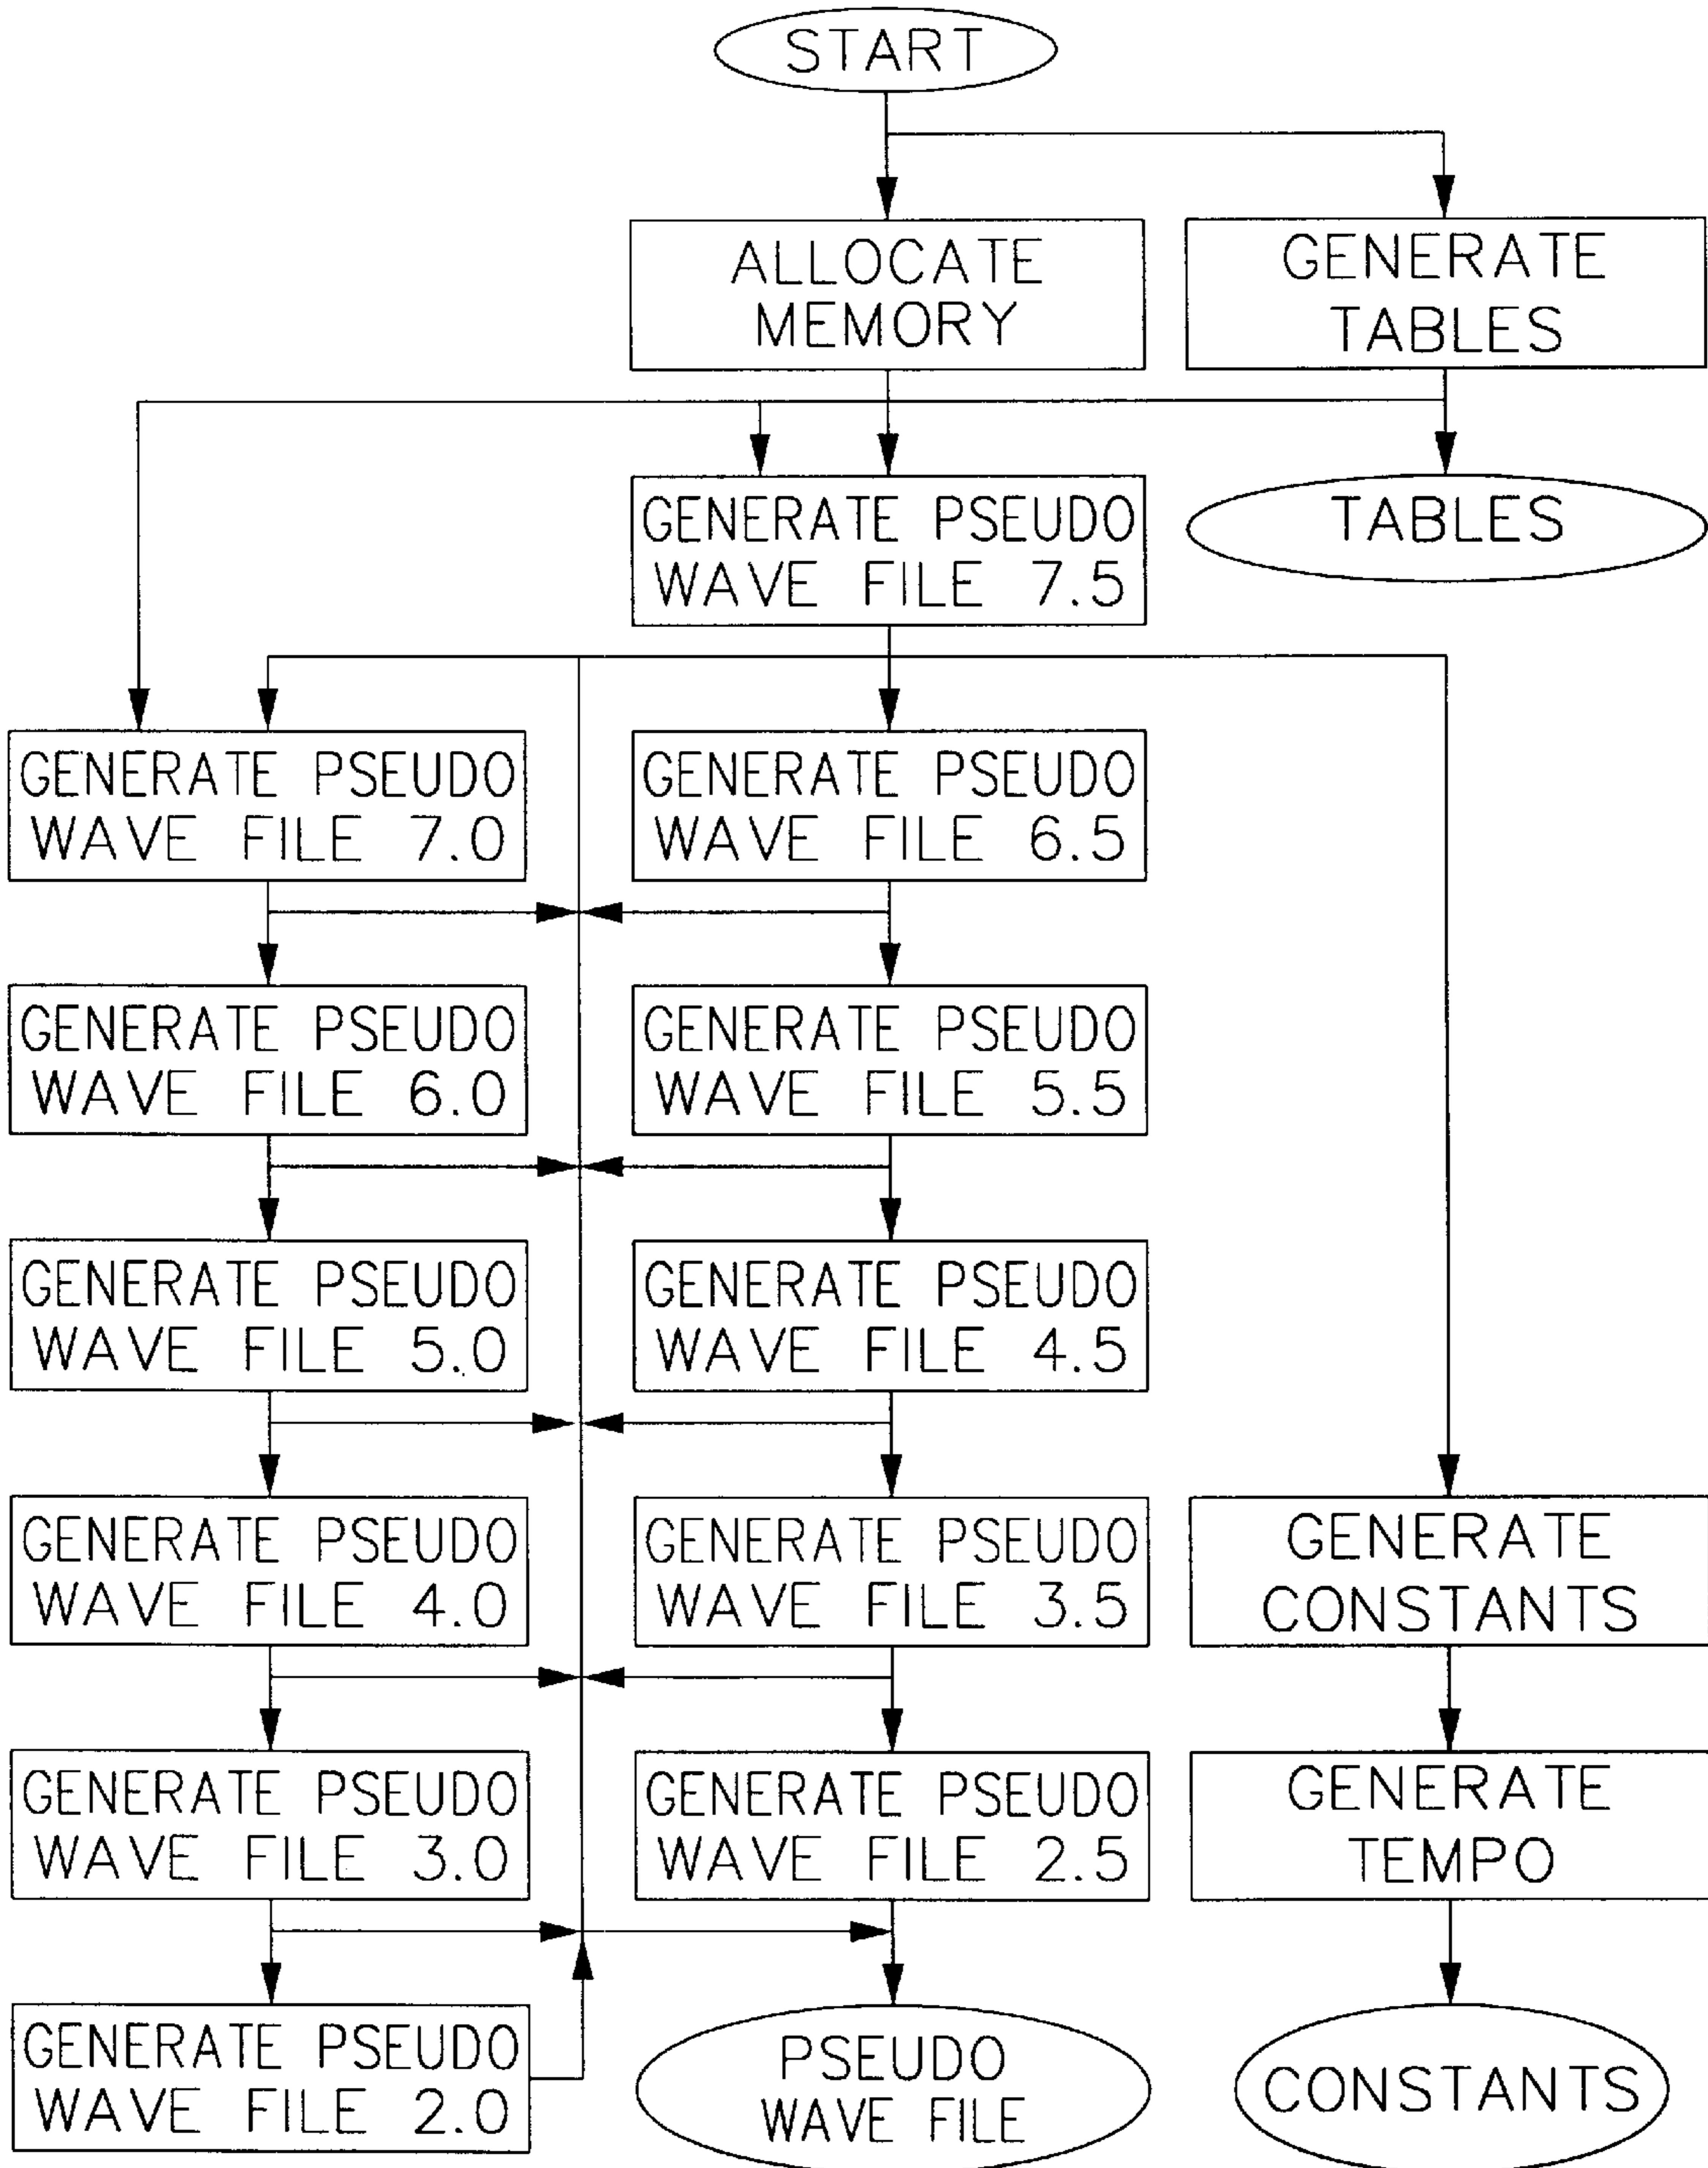 START
ALLOCATE
MEMORY
GENERATE
TABLES
GENERATE PSEUDO
WAVE FILE 7.5
TABLES
GENERATE PSEUDO
WAVE FILE 7.0
GENERATE PSEUDO
WAVE FILE 6.5
GENERATE PSEUDO
WAVE FILE 6.0
GENERATE PSEUDO
WAVE FILE 5.5
GENERATE PSEUDO
WAVE FILE 5.0
GENERATE PSEUDO
WAVE FILE 4.5
GENERATE PSEUDO
WAVE FILE 4.0
GENERATE PSEUDO
WAVE FILE 3.5
GENERATE
CONSTANTS
GENERATE PSEUDO
WAVE FILE 3.0
GENERATE PSEUDO
WAVE FILE 2.5
GENERATE
TEMPO
GENERATE PSEUDO
WAVE FILE 2.0
PSEUDO
WAVE FILE
CONSTANTS